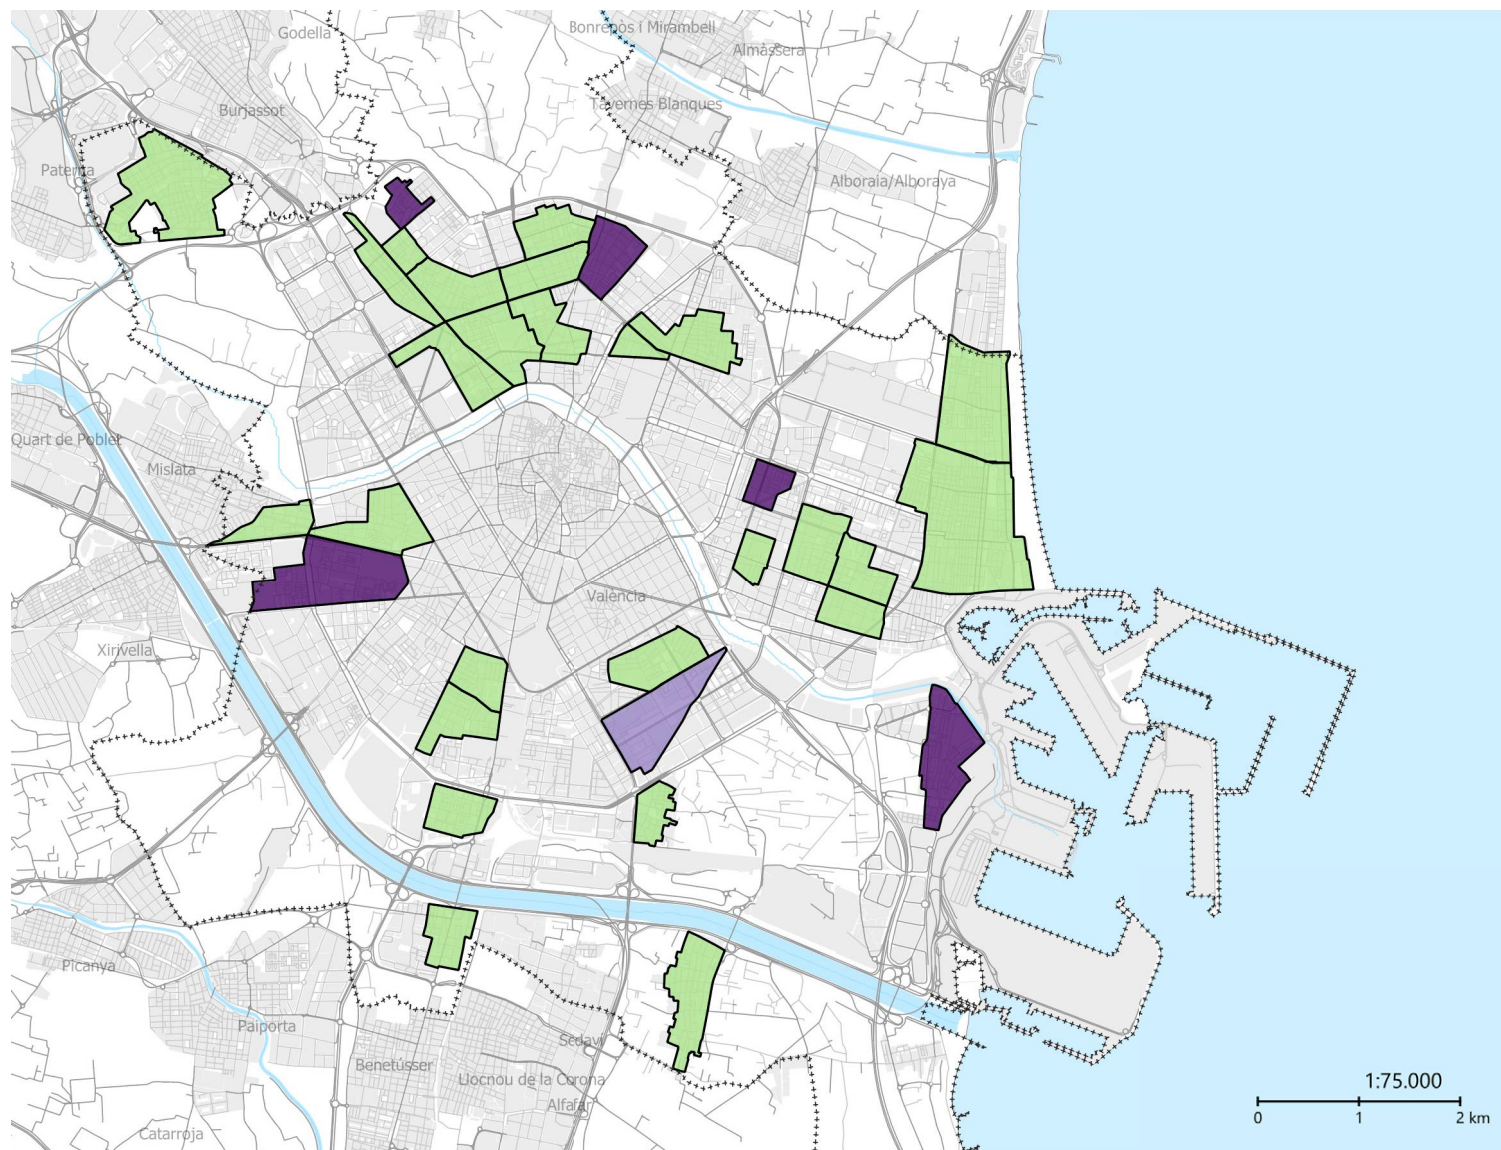 Godella
Bonrepòs i Mirambell
Almàssera
Burjassot
Tavernes Blanques
Paterna
Alboraia/Alboraya
Quart de Poblet
Mislata
València
Xirivella
Picanya
Paiporta
Sedaví
Benetússer
Llocnou de la Corona
Alfafar
Catarroja
1:75.000
0 1 2 km